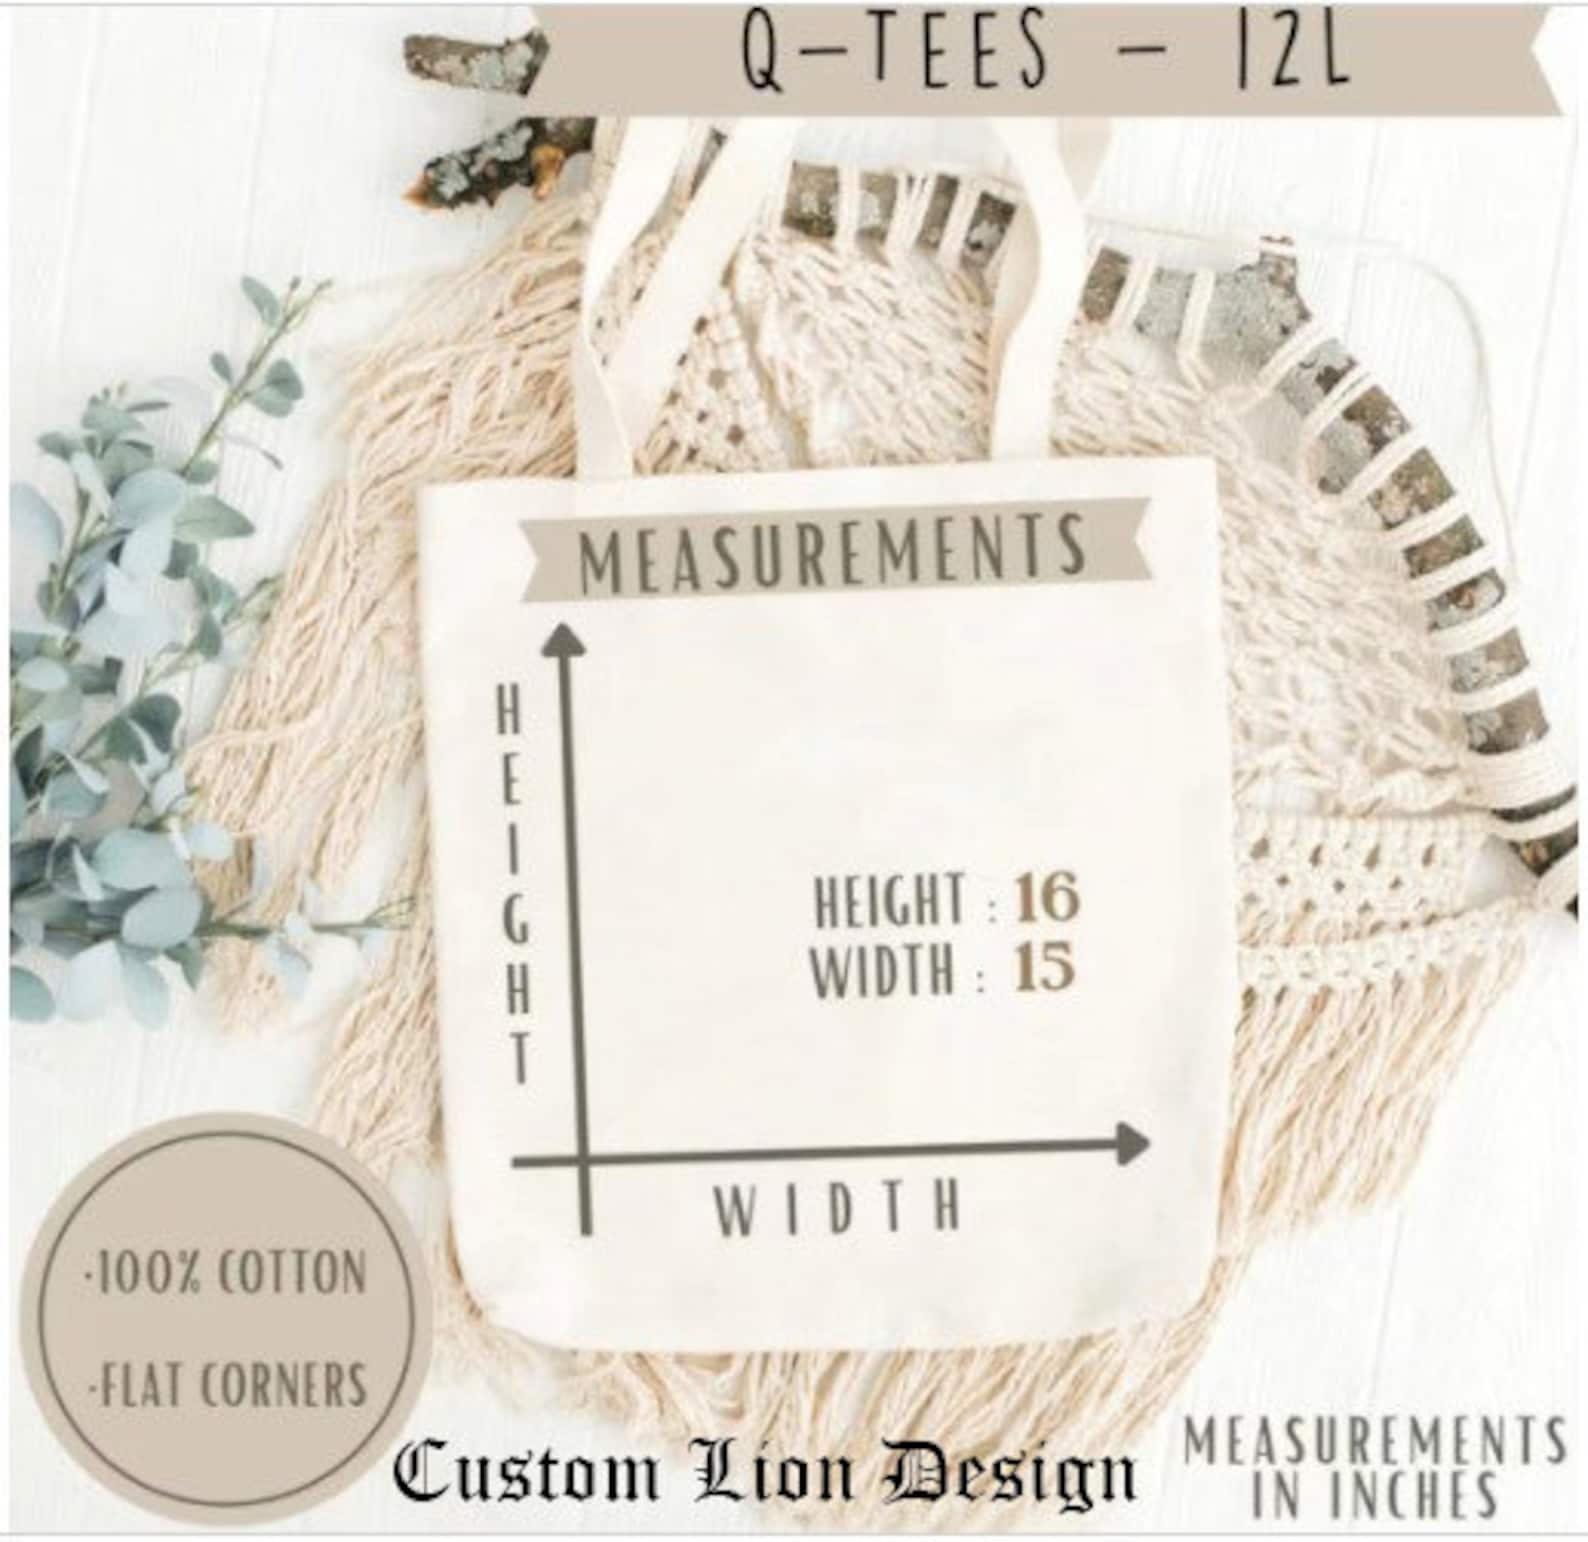 Q-TEES - 12L
MEASUREMENTS
HEIGHT
HEIGHT : 16
WIDTH : 15
WIDTH
·100% COTTON
·FLAT CORNERS
Custom Lion Design
MEASUREMENTS
IN INCHES